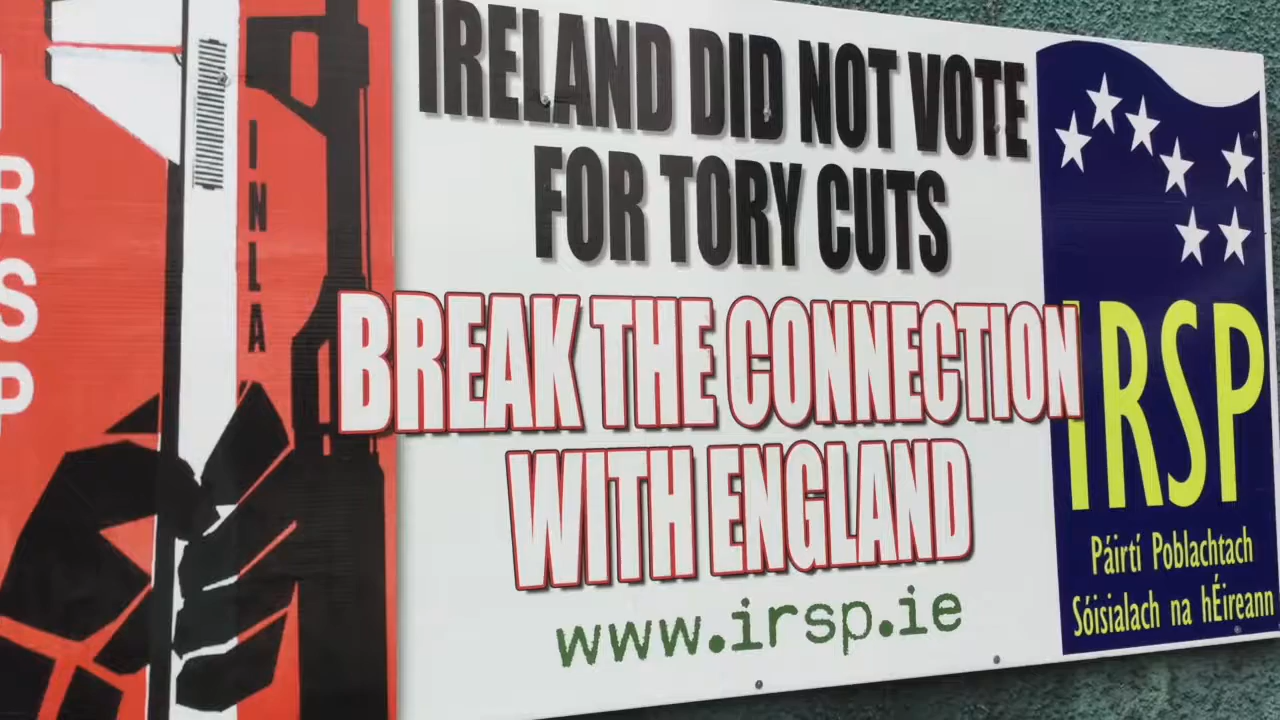 IRSP
INLA
IRELAND DID NOT VOTE
FOR TORY CUTS
BREAK THE CONNECTION
WITH ENGLAND
www.irsp.ie
IRSP
Páirtí Poblachtach
Sóisialach na hÉireann